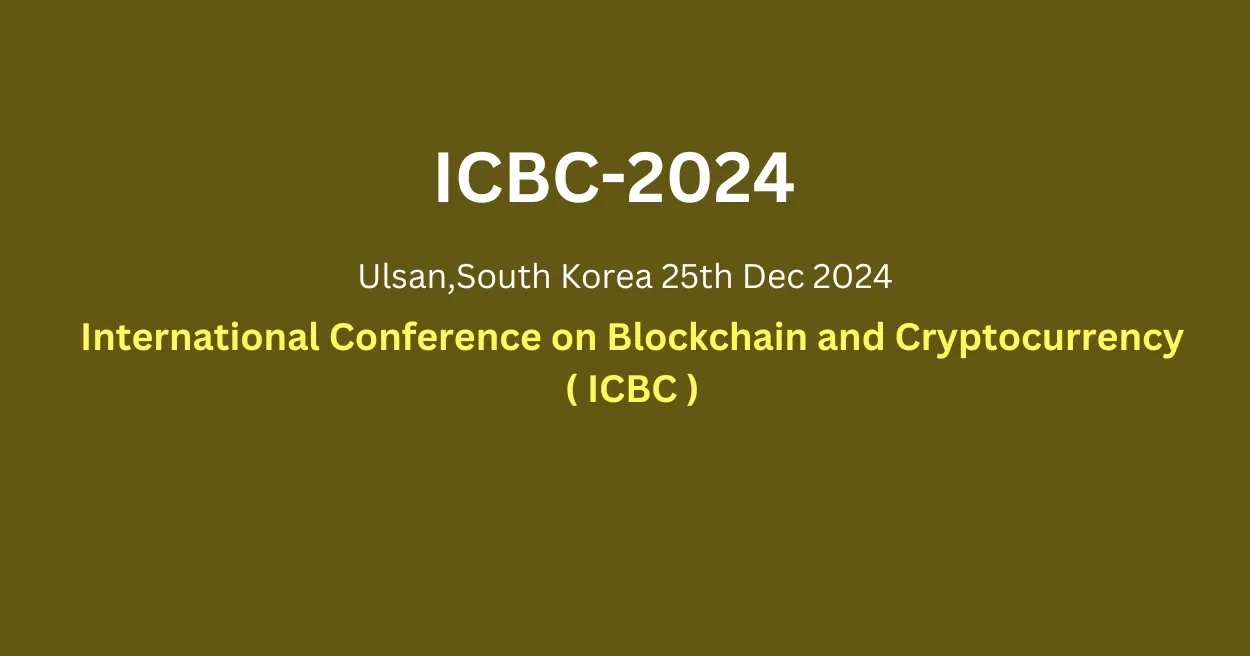 ICBC-2024
Ulsan,South Korea 25th Dec 2024
International Conference on Blockchain and Cryptocurrency
( ICBC )